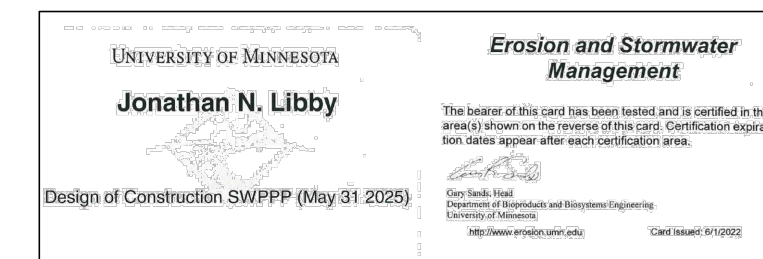 UNIVERSITY OF MINNESOTA
Jonathan N. Libby
Design of Construction SWPPP (May 31 2025)
Erosion and Stormwater
Management
The bearer of this card has been tested and is certified in th
area(s) shown on the reverse of this card. Certification expira
tion dates appear after each certification area.
Gary Sands, Head
Department of Bioproducts and Biosystems Engineering
University of Minnesota
http://www.erosion.umn.edu Card Issued: 6/1/2022